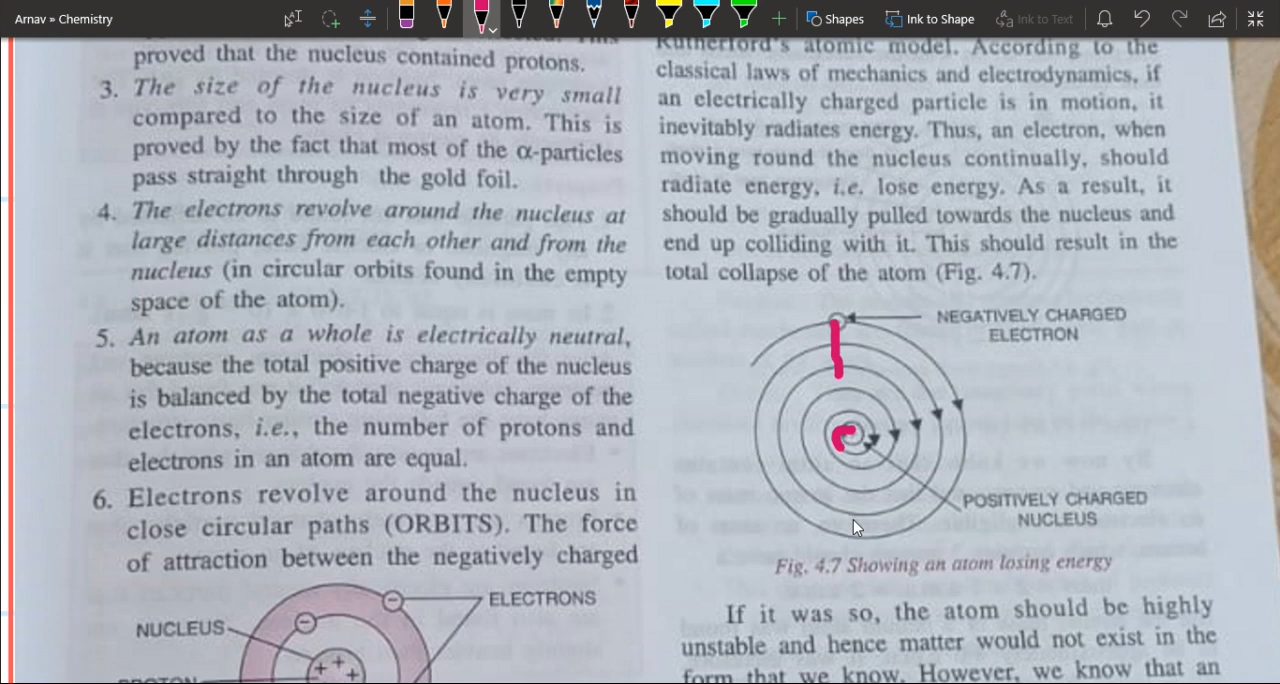 Arnav » Chemistry
Shapes
Ink to Shape
Ink to Text
proved that the nucleus contained protons.
3. The size of the nucleus is very small
compared to the size of an atom. This is
proved by the fact that most of the α-particles
pass straight through the gold foil.
4. The electrons revolve around the nucleus at
large distances from each other and from the
nucleus (in circular orbits found in the empty
space of the atom).
5. An atom as a whole is electrically neutral,
because the total positive charge of the nucleus
is balanced by the total negative charge of the
electrons, i.e., the number of protons and
electrons in an atom are equal.
6. Electrons revolve around the nucleus in
close circular paths (ORBITS). The force
of attraction between the negatively charged
ELECTRONS
NUCLEUS
PROTON
Rutherford's atomic model. According to the
classical laws of mechanics and electrodynamics, if
an electrically charged particle is in motion, it
inevitably radiates energy. Thus, an electron, when
moving round the nucleus continually, should
radiate energy, i.e. lose energy. As a result, it
should be gradually pulled towards the nucleus and
end up colliding with it. This should result in the
total collapse of the atom (Fig. 4.7).
NEGATIVELY CHARGED
ELECTRON
POSITIVELY CHARGED
NUCLEUS
Fig. 4.7 Showing an atom losing energy
If it was so, the atom should be highly
unstable and hence matter would not exist in the
form that we know. However, we know that an